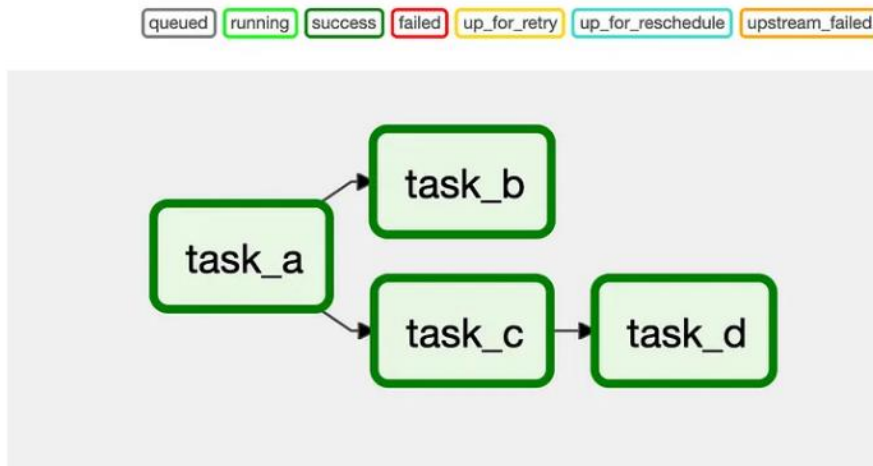 queued running success failed up_for_retry up_for_reschedule upstream_failed
task_b
task_a
task_c task_d